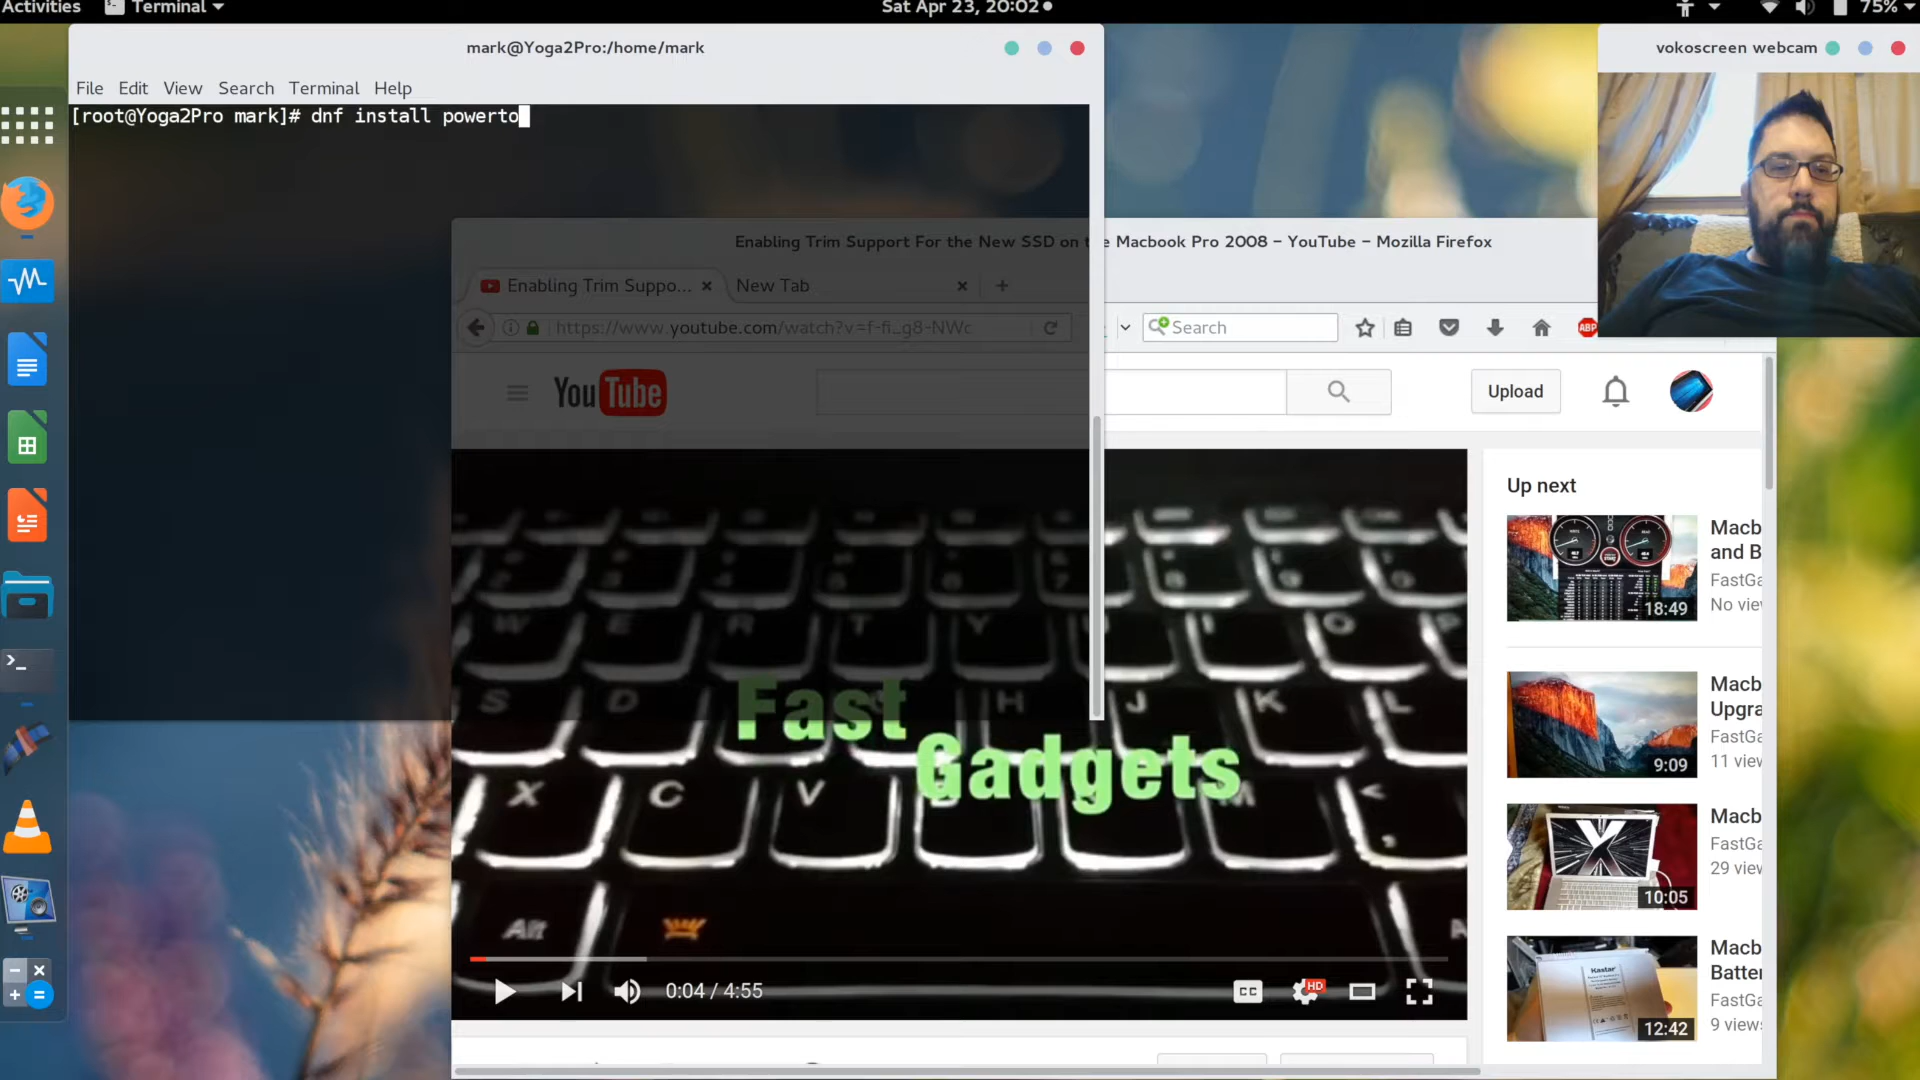 Activities
Terminal
Sat Apr 23, 20:02
75%
mark@Yoga2Pro:/home/mark
File Edit View Search Terminal Help
[root@Yoga2Pro mark]# dnf install powerto
vokoscreen webcam
Enabling Trim Support For the New SSD on t
e Macbook Pro 2008 – YouTube – Mozilla Firefox
Enabling Trim Suppo...
New Tab
https://www.youtube.com/watch?v=f-fi_g8-NWc
Search
ABP
YouTube
Upload
Up next
Macb
and B
FastGa
No vie
18:49
Macb
Upgra
FastGa
11 view
9:09
Macb
FastGa
29 view
10:05
Macb
Batter
FastGa
9 views
12:42
Kastar
W E R T Y I O P
S D H J K L
X C V M <
Alt
Fast
Gadgets
0:04 / 4:55
CC
HD